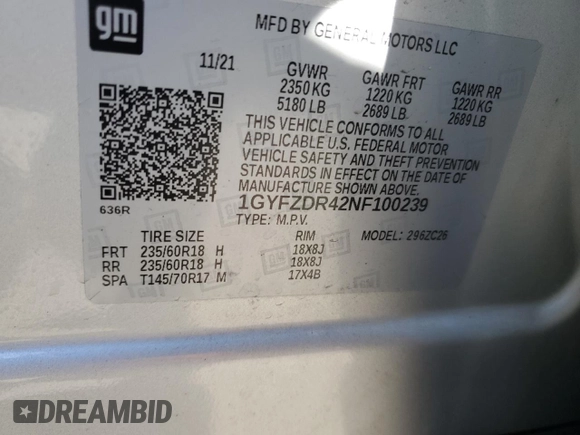 gm
MFD BY GENERAL MOTORS LLC
11/21 GVWR GAWR FRT GAWR RR
2350 KG 1220 KG 1220 KG
5180 LB 2689 LB 2689 LB
THIS VEHICLE CONFORMS TO ALL
APPLICABLE U.S. FEDERAL MOTOR
VEHICLE SAFETY AND THEFT PREVENTION
STANDARDS IN EFFECT ON THE DATE OF
MANUFACTURE SHOWN ABOVE.
636R
1GYFZDR42NF100239
TYPE: M.P.V.
TIRE SIZE RIM MODEL: 296ZC26
FRT 235/60R18 H 18X8J
RR 235/60R18 H 18X8J
SPA T145/70R17 M 17X4B
DREAMBID